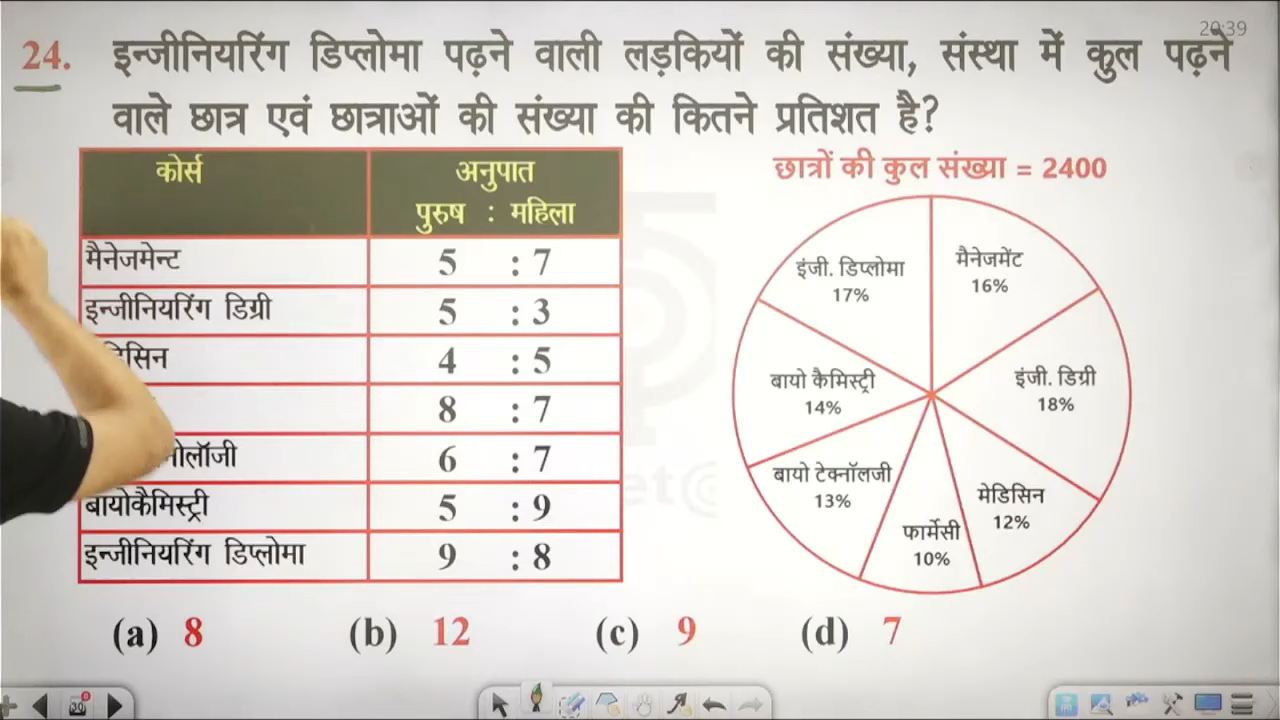 20:39
24. इन्जीनियरिंग डिप्लोमा पढ़ने वाली लड़कियों की संख्या, संस्था में कुल पढ़ने
वाले छात्र एवं छात्राओं की संख्या की कितने प्रतिशत है?
कोर्स अनुपात
पुरुष : महिला
मैनेजमेन्ट 5 : 7
इन्जीनियरिंग डिग्री 5 : 3
4 : 5
8 : 7
6 : 7
बायोकैमिस्ट्री 5 : 9
इन्जीनियरिंग डिप्लोमा 9 : 8
छात्रों की कुल संख्या = 2400
इंजी. डिप्लोमा
17%
मैनेजमेंट
16%
बायो कैमिस्ट्री
14%
इंजी. डिग्री
18%
बायो टेक्नॉलजी
13%
मेडिसिन
12%
फार्मेसी
10%
(a) 8 (b) 12 (c) 9 (d) 7